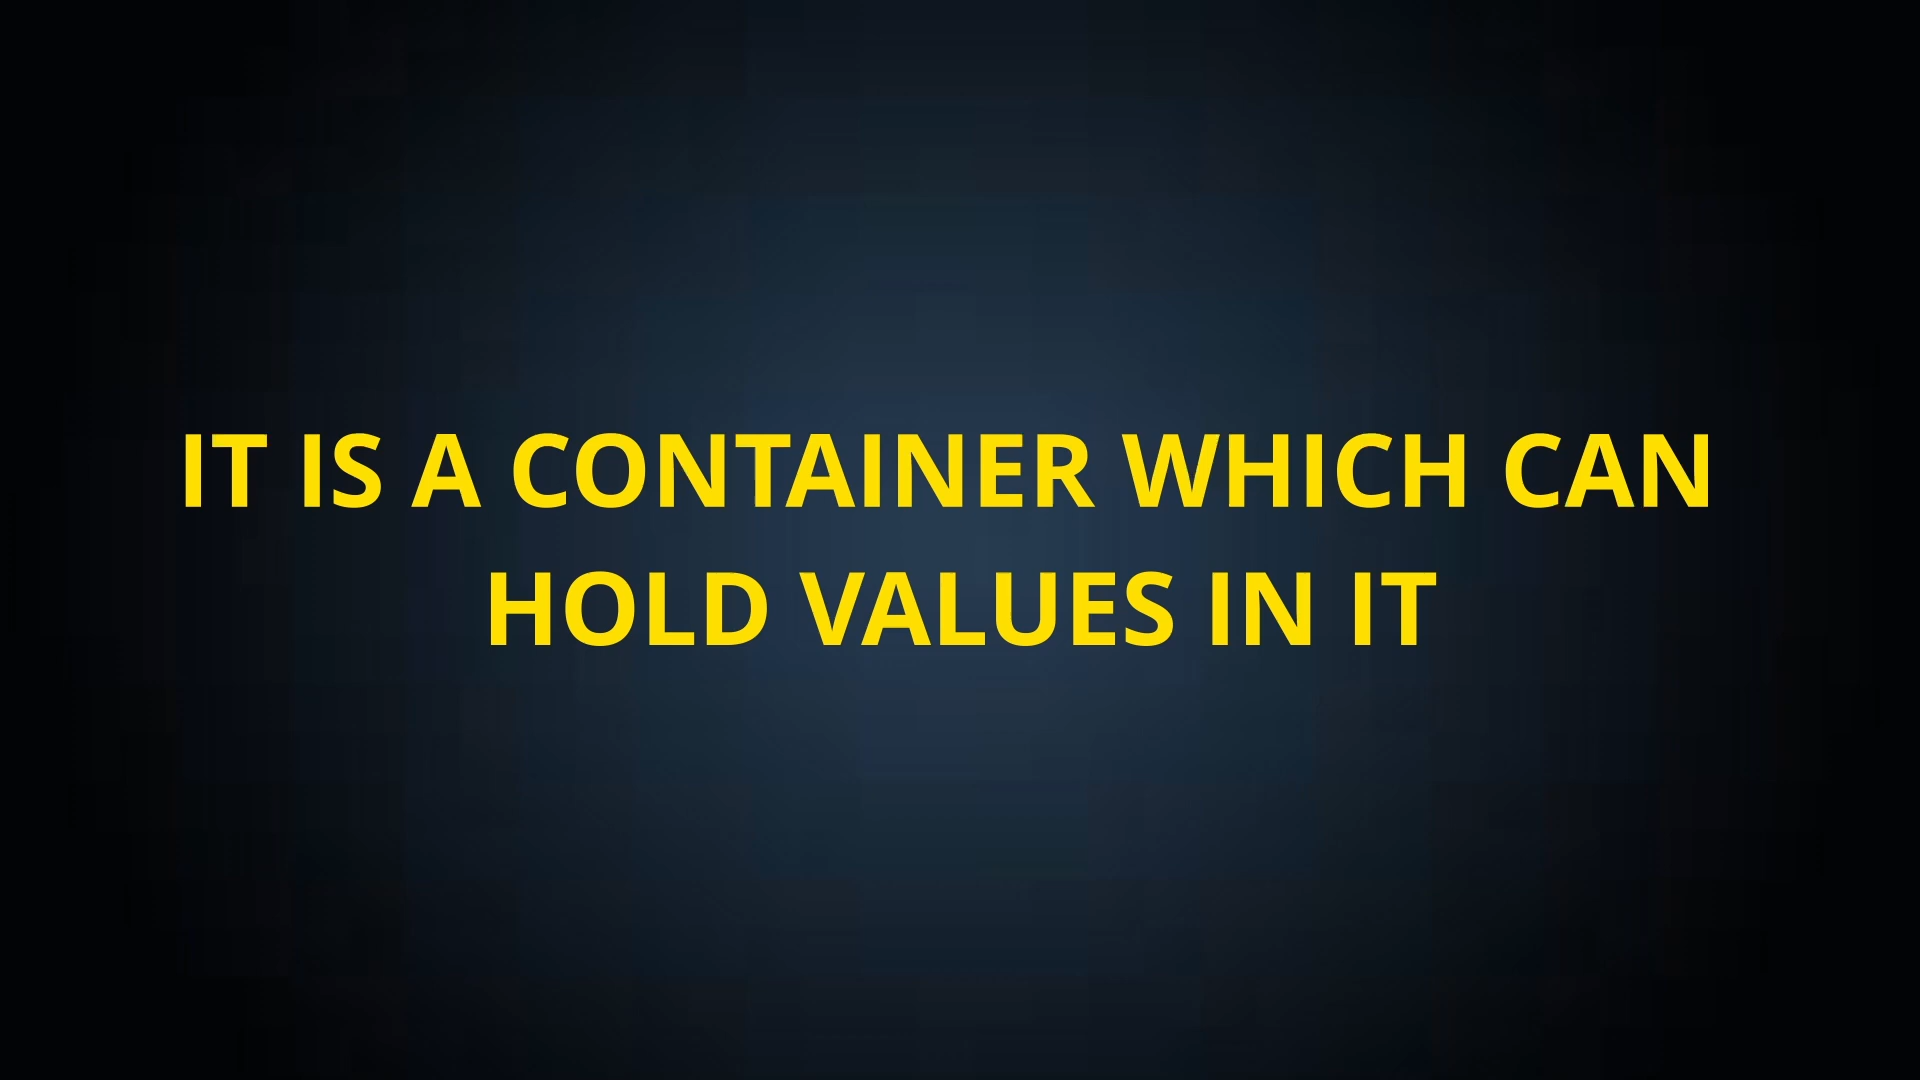 IT IS A CONTAINER WHICH CAN
HOLD VALUES IN IT